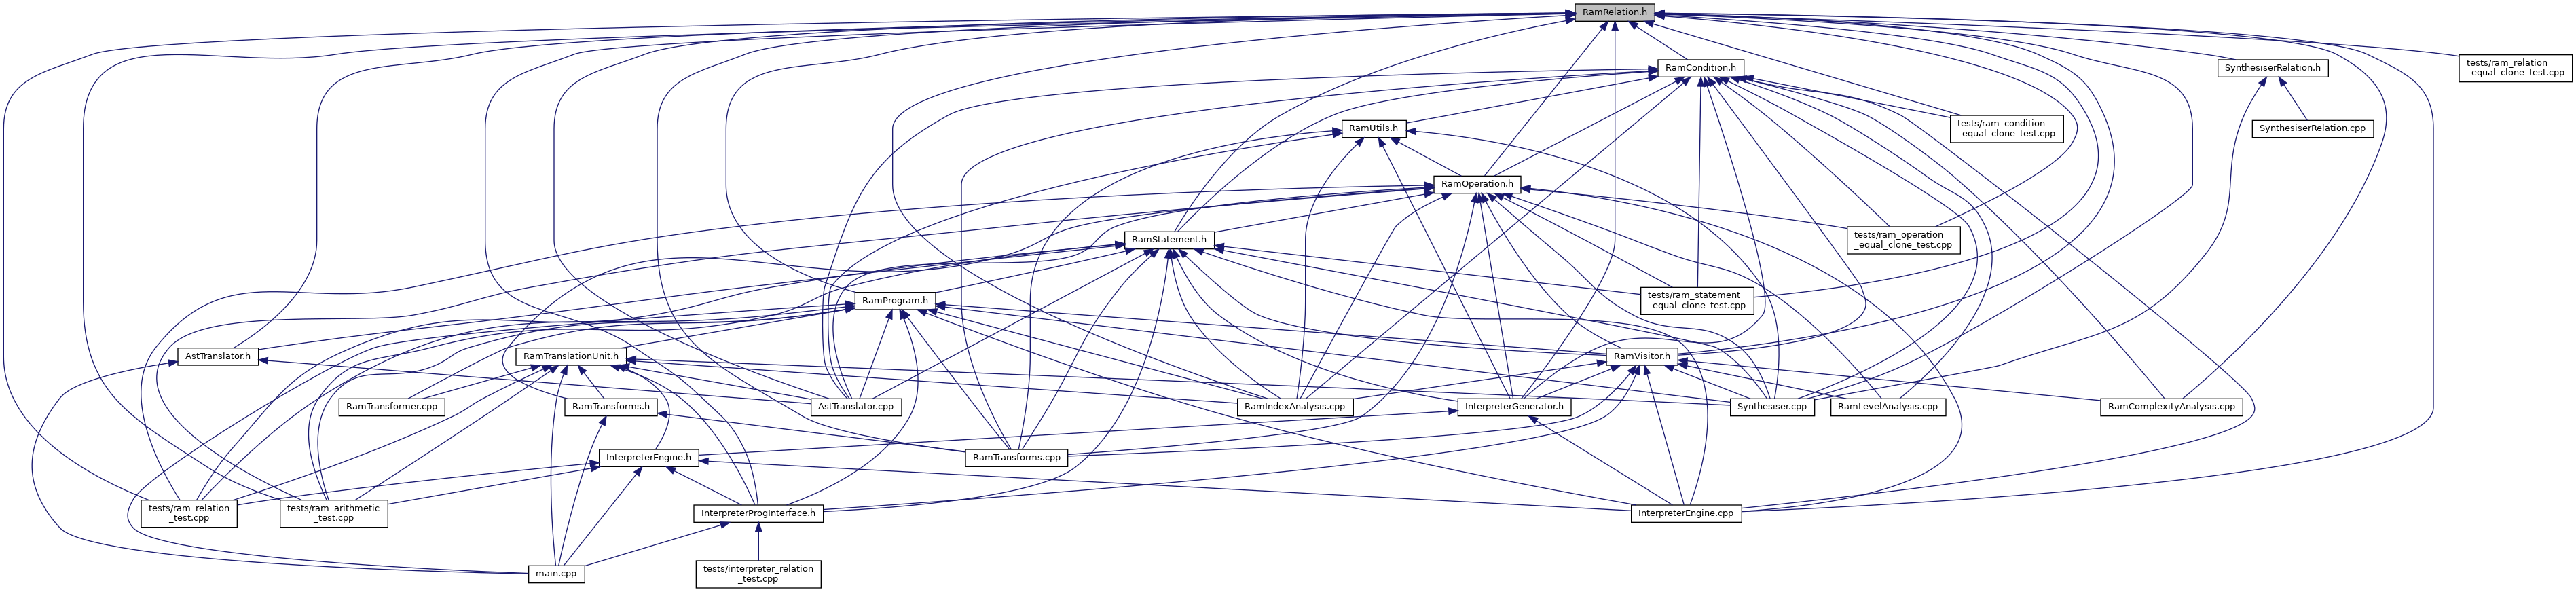 RamRelation.h
RamCondition.h
SynthesiserRelation.h
tests/ram_relation
_equal_clone_test.cpp
RamUtils.h
tests/ram_condition
_equal_clone_test.cpp
SynthesiserRelation.cpp
RamOperation.h
RamStatement.h
tests/ram_operation
_equal_clone_test.cpp
RamProgram.h
tests/ram_statement
_equal_clone_test.cpp
AstTranslator.h
RamTranslationUnit.h
RamVisitor.h
RamTransformer.cpp
RamTransforms.h
AstTranslator.cpp
RamIndexAnalysis.cpp
InterpreterGenerator.h
Synthesiser.cpp
RamLevelAnalysis.cpp
RamComplexityAnalysis.cpp
InterpreterEngine.h
RamTransforms.cpp
tests/ram_relation
_test.cpp
tests/ram_arithmetic
_test.cpp
InterpreterProgInterface.h
InterpreterEngine.cpp
main.cpp
tests/interpreter_relation
_test.cpp